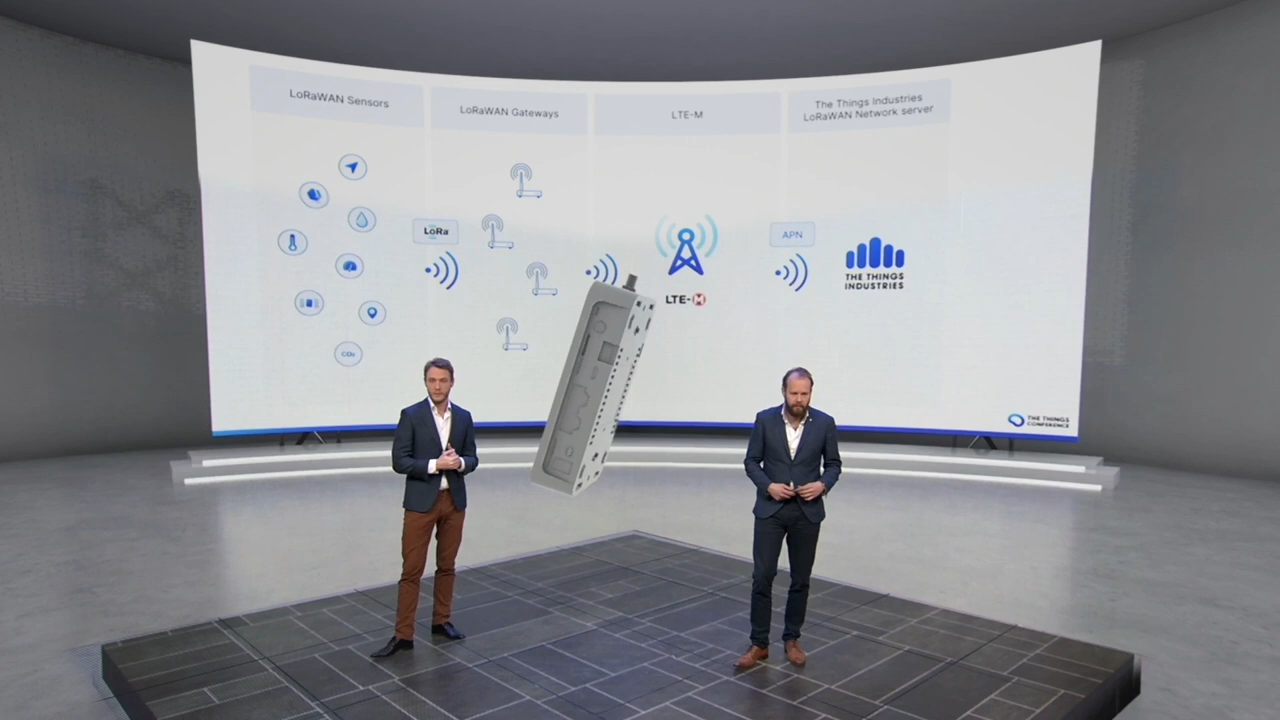 LoRaWAN Sensors
LoRaWAN Gateways
LTE-M
The Things Industries
LoRaWAN Network server
LoRa
APN
LTE-M
THE THINGS
INDUSTRIES
CO₂
THE THINGS
CONFERENCE